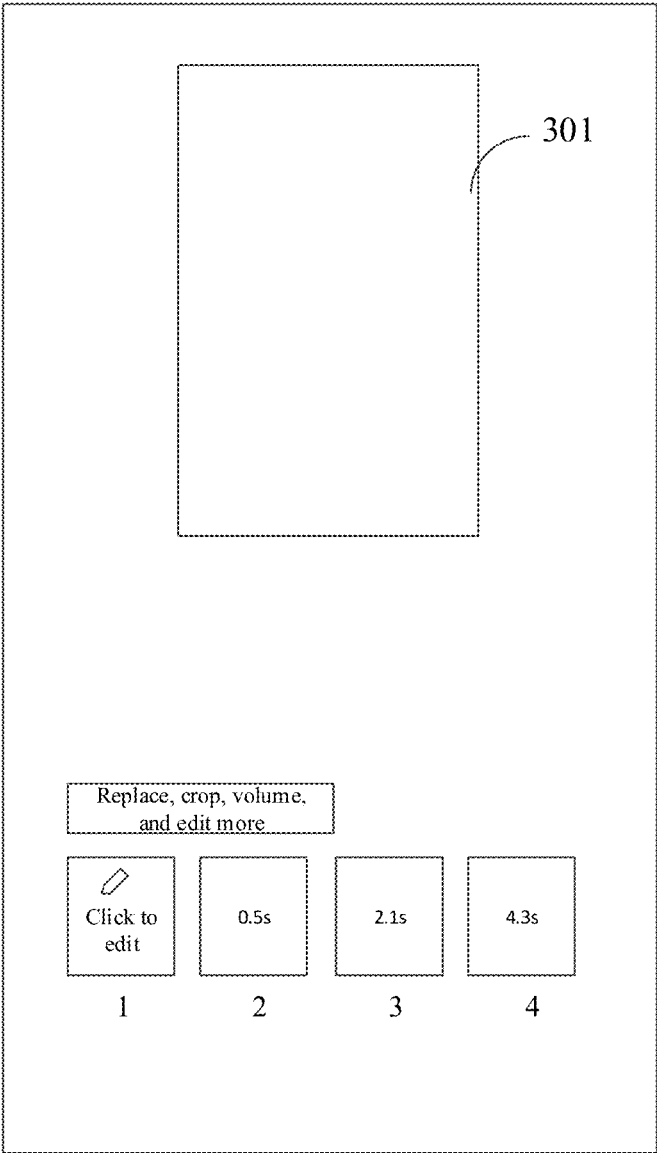 301
Replace, crop, volume,
and edit more
Click to
edit
0.5s
2.1s
4.3s
1
2
3
4